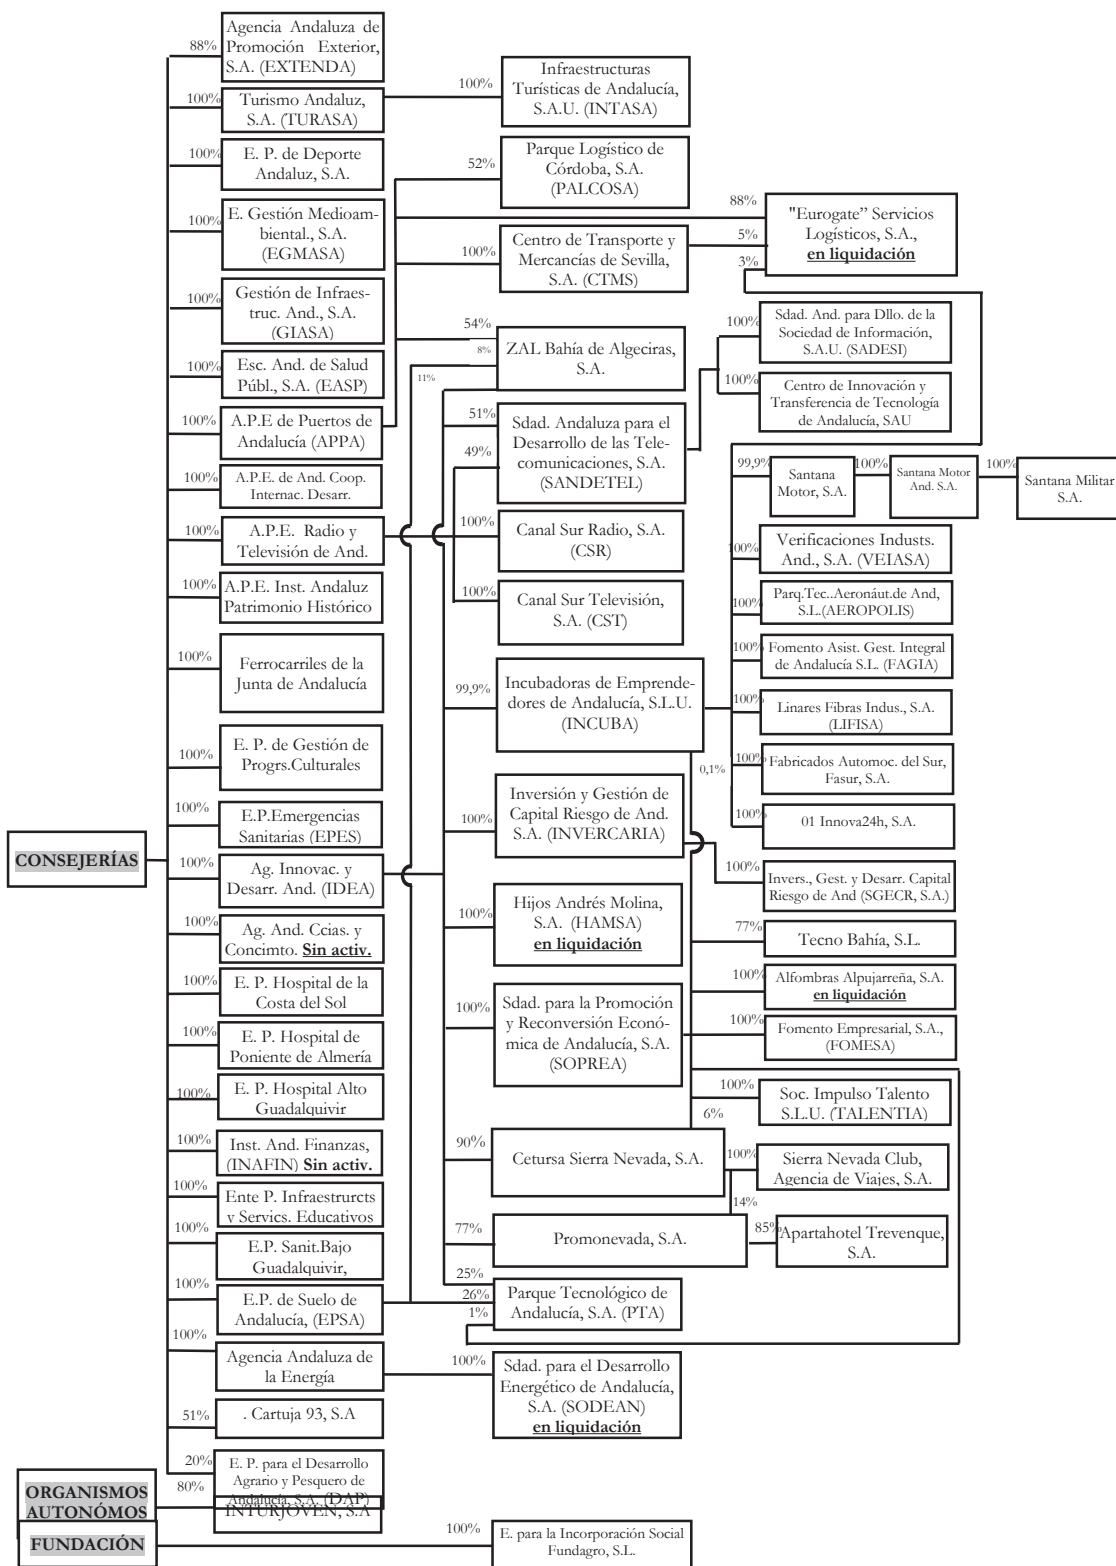 CONSEJERÍAS
88%
Agencia Andaluza de
Promoción Exterior,
S.A. (EXTENDA)
100%
Turismo Andaluz,
S.A. (TURASA)
100%
E. P. de Deporte
Andaluz, S.A.
100%
E. Gestión Medioam-
biental., S.A.
(EGMASA)
100%
Gestión de Infraes-
truc. And., S.A.
(GIASA)
100%
Esc. And. de Salud
Públ., S.A. (EASP)
100%
A.P.E de Puertos de
Andalucía (APPA)
100%
A.P.E. de And. Coop.
Internac. Desarr.
100%
A.P.E. Radio y
Televisión de And.
100%
A.P.E. Inst. Andaluz
Patrimonio Histórico
100%
Ferrocarriles de la
Junta de Andalucía
100%
E. P. de Gestión de
Progrs.Culturales
100%
E.P.Emergencias
Sanitarias (EPES)
100%
Ag. Innovac. y
Desarr. And. (IDEA)
100%
Ag. And. Ccias. y
Concimto. Sin activ.
100%
E. P. Hospital de la
Costa del Sol
100%
E. P. Hospital de
Poniente de Almería
100%
E. P. Hospital Alto
Guadalquivir
100%
Inst. And. Finanzas,
(INAFIN) Sin activ.
100%
Ente P. Infraestrurcts
y Servics. Educativos
100%
E.P. Sanit.Bajo
Guadalquivir,
100%
E.P. de Suelo de
Andalucía, (EPSA)
100%
Agencia Andaluza de
la Energía
51%
. Cartuja 93, S.A
20%
E. P. para el Desarrollo
Agrario y Pesquero de
Andalucía, S.A. (DAP)
ORGANISMOS
AUTONÓMOS
80%
INTURJOVEN, S.A
FUNDACIÓN
100%
E. para la Incorporación Social
Fundagro, S.L.
100%
Infraestructuras
Turísticas de Andalucía,
S.A.U. (INTASA)
52%
Parque Logístico de
Córdoba, S.A.
(PALCOSA)
100%
Centro de Transporte y
Mercancías de Sevilla,
S.A. (CTMS)
54%
8%
11%
ZAL Bahía de Algeciras,
S.A.
51%
49%
Sdad. Andaluza para el
Desarrollo de las Tele-
comunicaciones, S.A.
(SANDETEL)
100%
Canal Sur Radio, S.A.
(CSR)
100%
Canal Sur Televisión,
S.A. (CST)
99,9%
Incubadoras de Emprende-
dores de Andalucía, S.L.U.
(INCUBA)
100%
Inversión y Gestión de
Capital Riesgo de And.
S.A. (INVERCARIA)
100%
Hijos Andrés Molina,
S.A. (HAMSA)
en liquidación
100%
Sdad. para la Promoción
y Reconversión Econó-
mica de Andalucía, S.A.
(SOPREA)
90%
6%
Cetursa Sierra Nevada, S.A.
77%
14%
Promonevada, S.A.
25%
26%
1%
Parque Tecnológico de
Andalucía, S.A. (PTA)
100%
Sdad. para el Desarrollo
Energético de Andalucía,
S.A. (SODEAN)
en liquidación
88%
5%
3%
"Eurogate” Servicios
Logísticos, S.A.,
en liquidación
100%
Sdad. And. para Dllo. de la
Sociedad de Información,
S.A.U. (SADESI)
100%
Centro de Innovación y
Transferencia de Tecnología
de Andalucía, SAU
99,9%
Santana
Motor, S.A.
100%
Santana Motor
And. S.A.
100%
Santana Militar
S.A.
100%
Verificaciones Industs.
And., S.A. (VEIASA)
100%
Parq.Tec..Aeronáut.de And,
S.L.(AEROPOLIS)
100%
Fomento Asist. Gest. Integral
de Andalucía S.L. (FAGIA)
100%
Linares Fibras Indus., S.A.
(LIFISA)
0,1%
100%
Fabricados Automoc. del Sur,
Fasur, S.A.
100%
01 Innova24h, S.A.
100%
Invers., Gest. y Desarr. Capital
Riesgo de And (SGECR, S.A.)
77%
Tecno Bahía, S.L.
100%
Alfombras Alpujarreña, S.A.
en liquidación
100%
Fomento Empresarial, S.A.,
(FOMESA)
100%
Soc. Impulso Talento
S.L.U. (TALENTIA)
100%
Sierra Nevada Club,
Agencia de Viajes, S.A.
85%
Apartahotel Trevenque,
S.A.